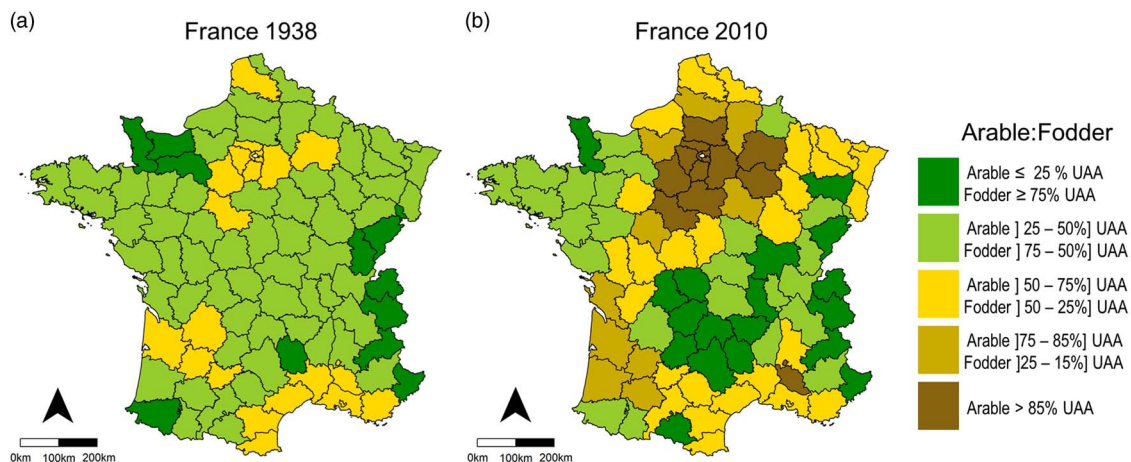 (a)
France 1938
(b)
France 2010
Arable:Fodder
Arable ≤ 25 % UAA
Fodder ≥ 75% UAA
Arable ] 25 – 50%] UAA
Fodder ] 75 – 50%] UAA
Arable ] 50 – 75%] UAA
Fodder ] 50 – 25%] UAA
Arable ]75 – 85%] UAA
Fodder ]25 – 15%] UAA
Arable > 85% UAA
0km 100km 200km
0km 100km 200km